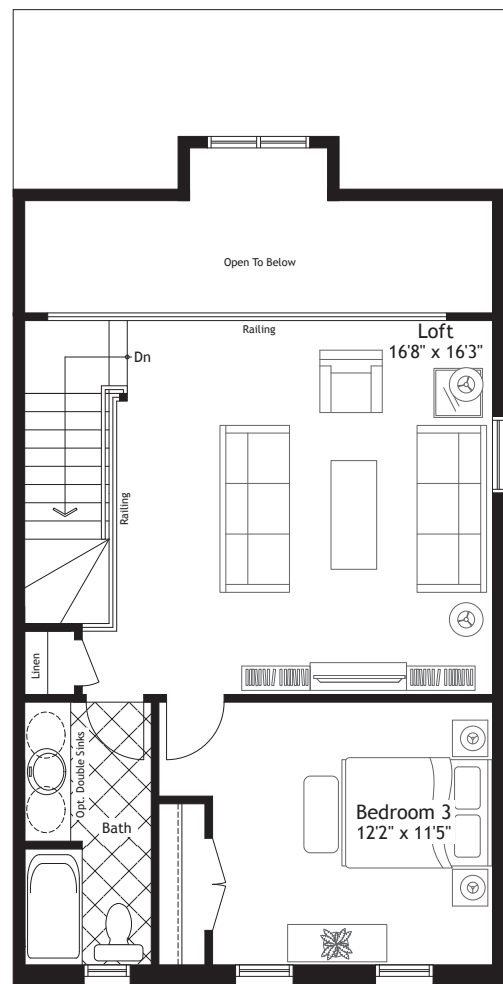 Open To Below
Railing
Loft
16'8" x 16'3"
Dn
Railing
Linen
Opt. Double Sinks
Bath
Bedroom 3
12'2" x 11'5"